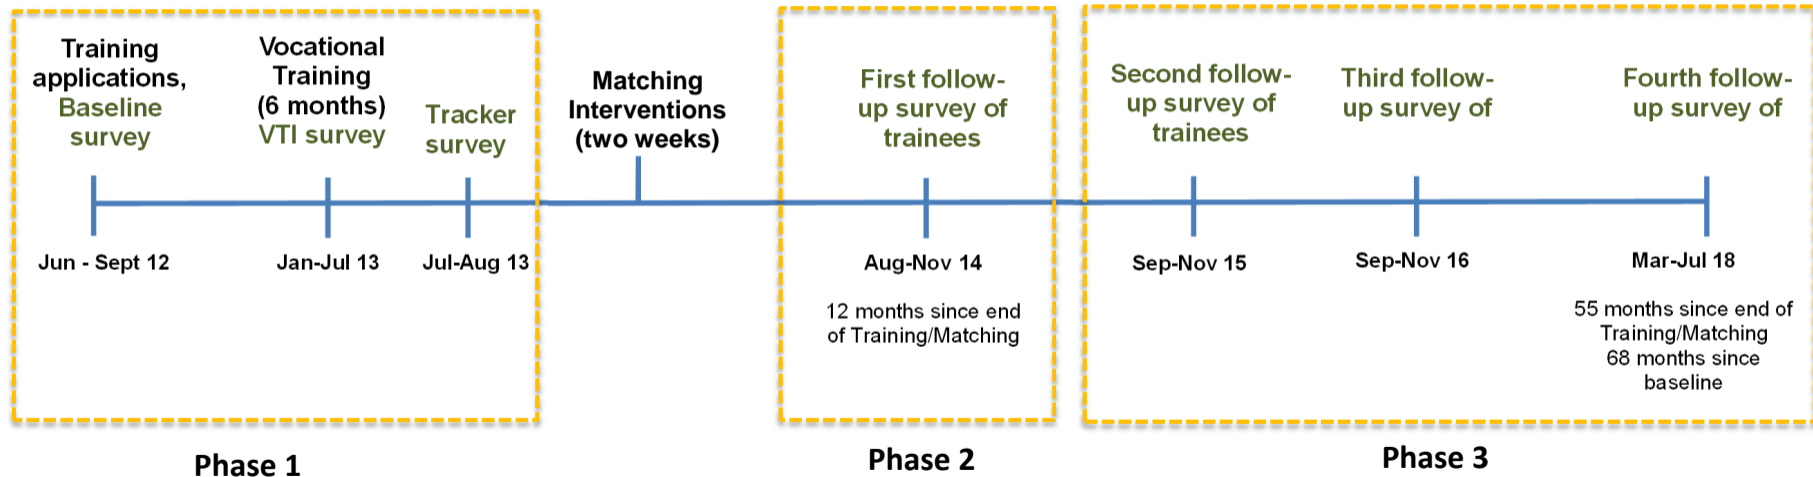 Training
applications,
Baseline
survey
Vocational
Training
(6 months)
VTI survey
Tracker
survey
Matching
Interventions
(two weeks)
First follow-
up survey of
trainees
Second follow-
up survey of
trainees
Third follow-
up survey of
Fourth follow-
up survey of
Jun - Sept 12
Jan-Jul 13
Jul-Aug 13
Aug-Nov 14
Sep-Nov 15
Sep-Nov 16
Mar-Jul 18
12 months since end
of Training/Matching
55 months since end of
Training/Matching
68 months since
baseline
Phase 1
Phase 2
Phase 3